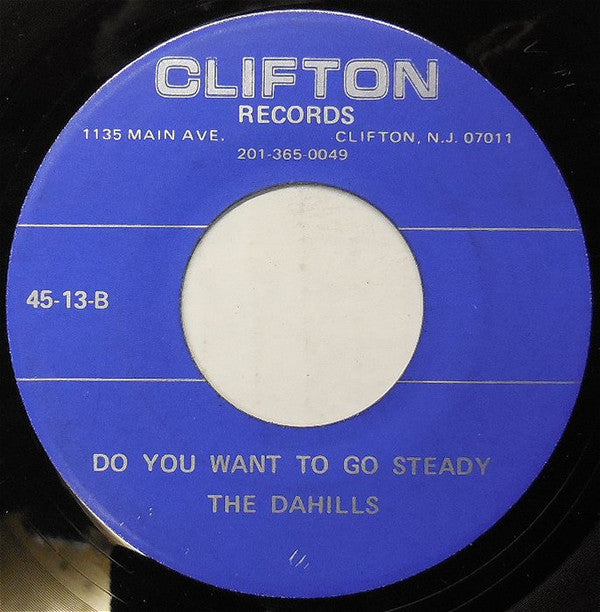 CLIFTON
RECORDS
1135 MAIN AVE. CLIFTON, N.J. 07011
201-365-0049
45-13-B
DO YOU WANT TO GO STEADY
THE DAHILLS